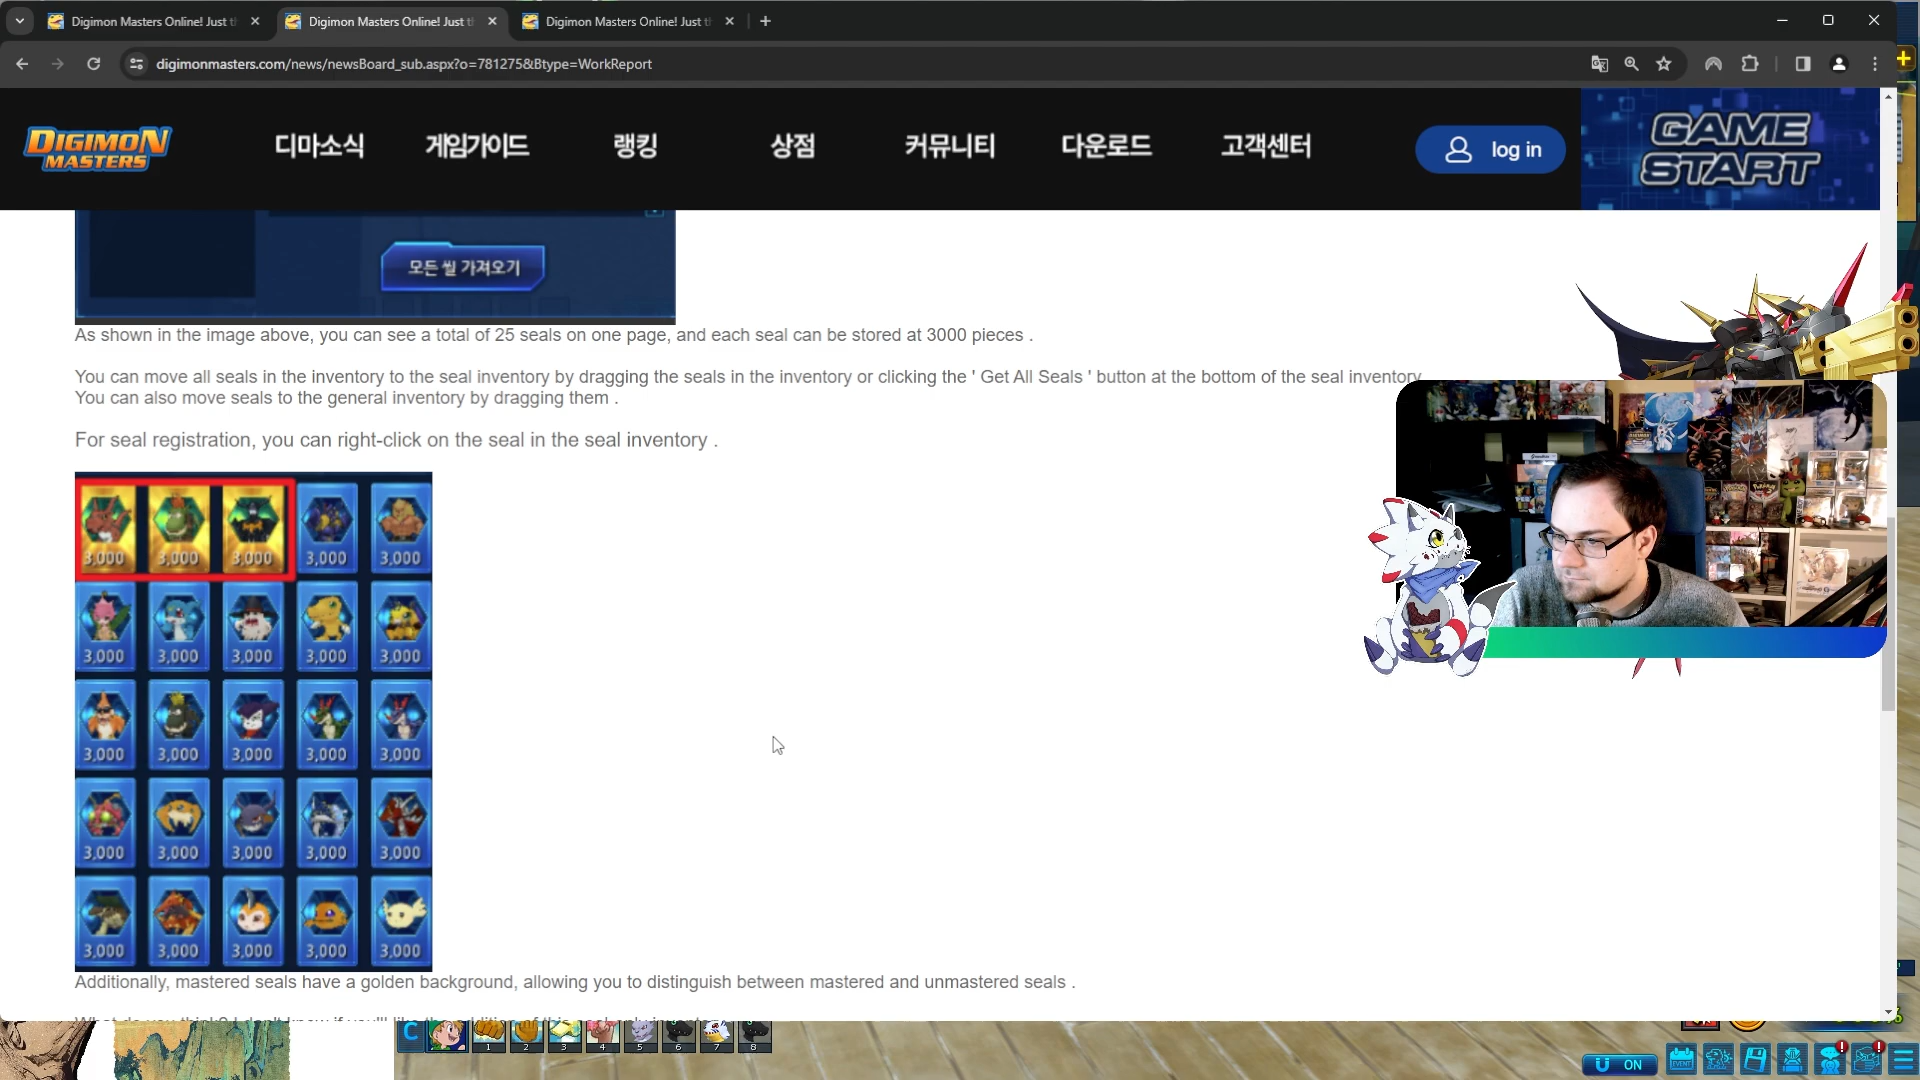 Digimon Masters Online! Just t
Digimon Masters Online! Just t
Digimon Masters Online! Just t
digimonmasters.com/news/newsBoard_sub.aspx?o=781275&Btype=WorkReport
DIGIMON
MASTERS
디마소식
게임가이드
랭킹
상점
커뮤니티
다운로드
고객센터
log in
GAME
START
모든 씰 가져오기
As shown in the image above, you can see a total of 25 seals on one page, and each seal can be stored at 3000 pieces .
You can move all seals in the inventory to the seal inventory by dragging the seals in the inventory or clicking the ' Get All Seals ' button at the bottom of the seal inventory
You can also move seals to the general inventory by dragging them .
For seal registration, you can right-click on the seal in the seal inventory .
3,000 3,000 3,000 3,000 3,000
3,000 3,000 3,000 3,000 3,000
3,000 3,000 3,000 3,000 3,000
3,000 3,000 3,000 3,000 3,000
3,000 3,000 3,000 3,000 3,000
Additionally, mastered seals have a golden background, allowing you to distinguish between mastered and unmastered seals .
C
1 2 3 4 5 6 7 8
ON
EVENT